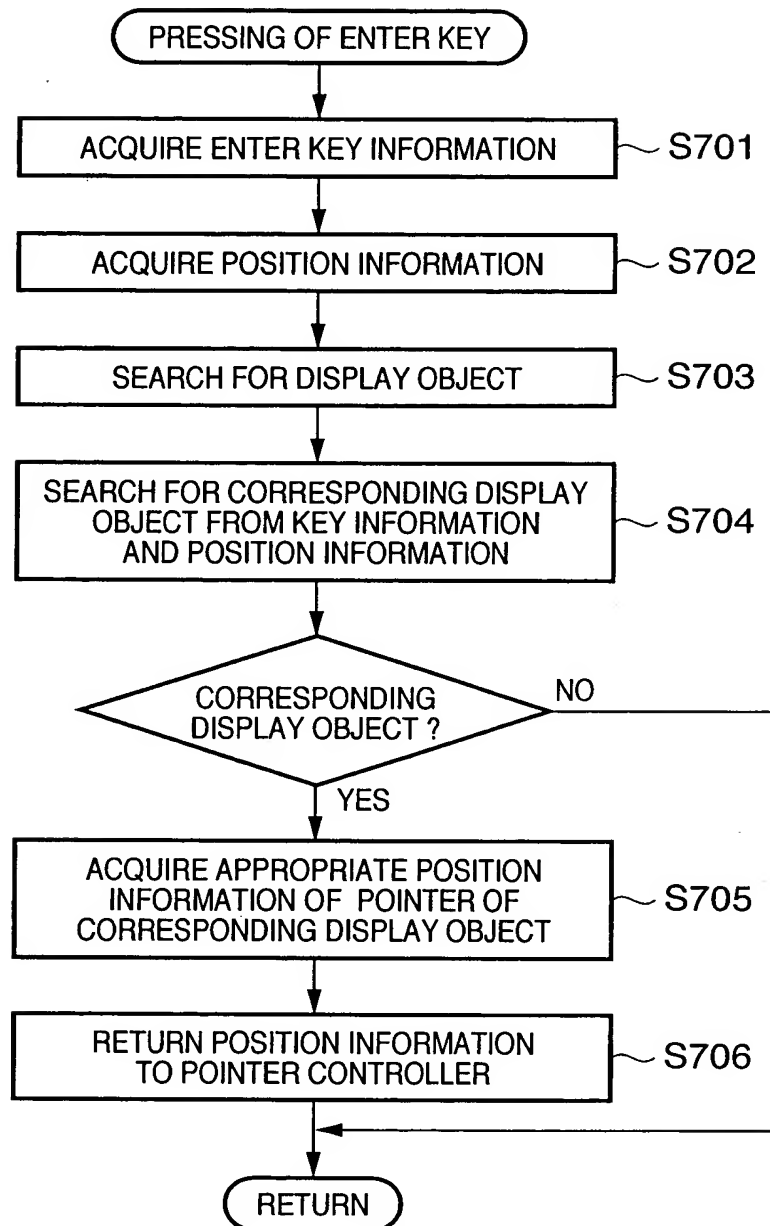 PRESSING OF ENTER KEY
ACQUIRE ENTER KEY INFORMATION
S701
ACQUIRE POSITION INFORMATION
S702
SEARCH FOR DISPLAY OBJECT
S703
SEARCH FOR CORRESPONDING DISPLAY
OBJECT FROM KEY INFORMATION
AND POSITION INFORMATION
S704
CORRESPONDING
DISPLAY OBJECT ?
NO
YES
ACQUIRE APPROPRIATE POSITION
INFORMATION OF POINTER OF
CORRESPONDING DISPLAY OBJECT
S705
RETURN POSITION INFORMATION
TO POINTER CONTROLLER
S706
RETURN